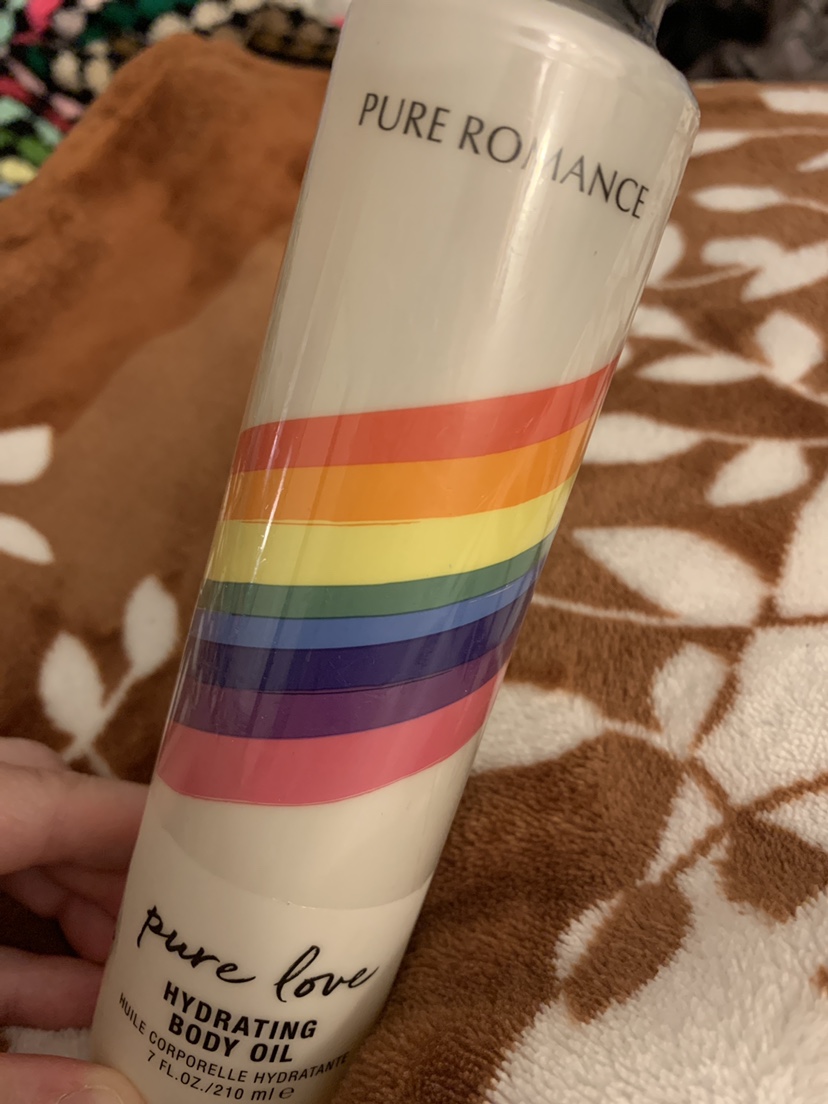 PURE ROMANCE
pure love
HYDRATING
BODY OIL
HUILE CORPORELLE HYDRATANTE
7 FL.OZ./210 ml ℮